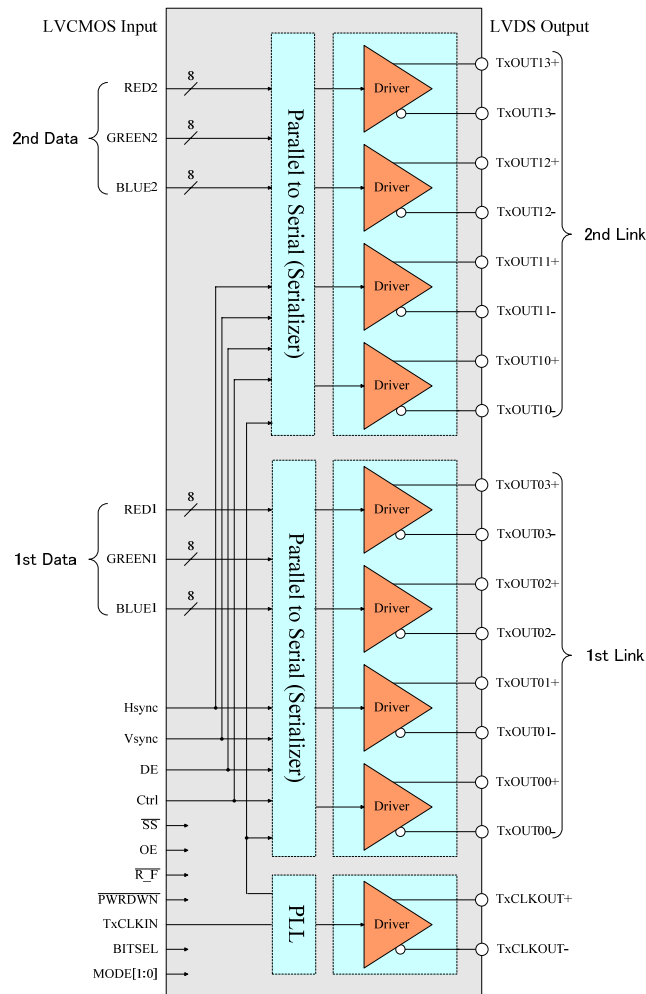 LVCMOS Input
LVDS Output
2nd Data
RED2
8
GREEN2
8
BLUE2
8
Parallel to Serial (Serializer)
Driver
Driver
Driver
Driver
TxOUT13+
TxOUT13-
TxOUT12+
TxOUT12-
TxOUT11+
TxOUT11-
TxOUT10+
TxOUT10-
2nd Link
1st Data
RED1
8
GREEN1
8
BLUE1
8
Parallel to Serial (Serializer)
Driver
Driver
Driver
Driver
TxOUT03+
TxOUT03-
TxOUT02+
TxOUT02-
TxOUT01+
TxOUT01-
TxOUT00+
TxOUT00-
1st Link
Hsync
Vsync
DE
Ctrl
SS
OE
R_F
PWRDWN
TxCLKIN
BITSEL
MODE[1:0]
PLL
Driver
TxCLKOUT+
TxCLKOUT-